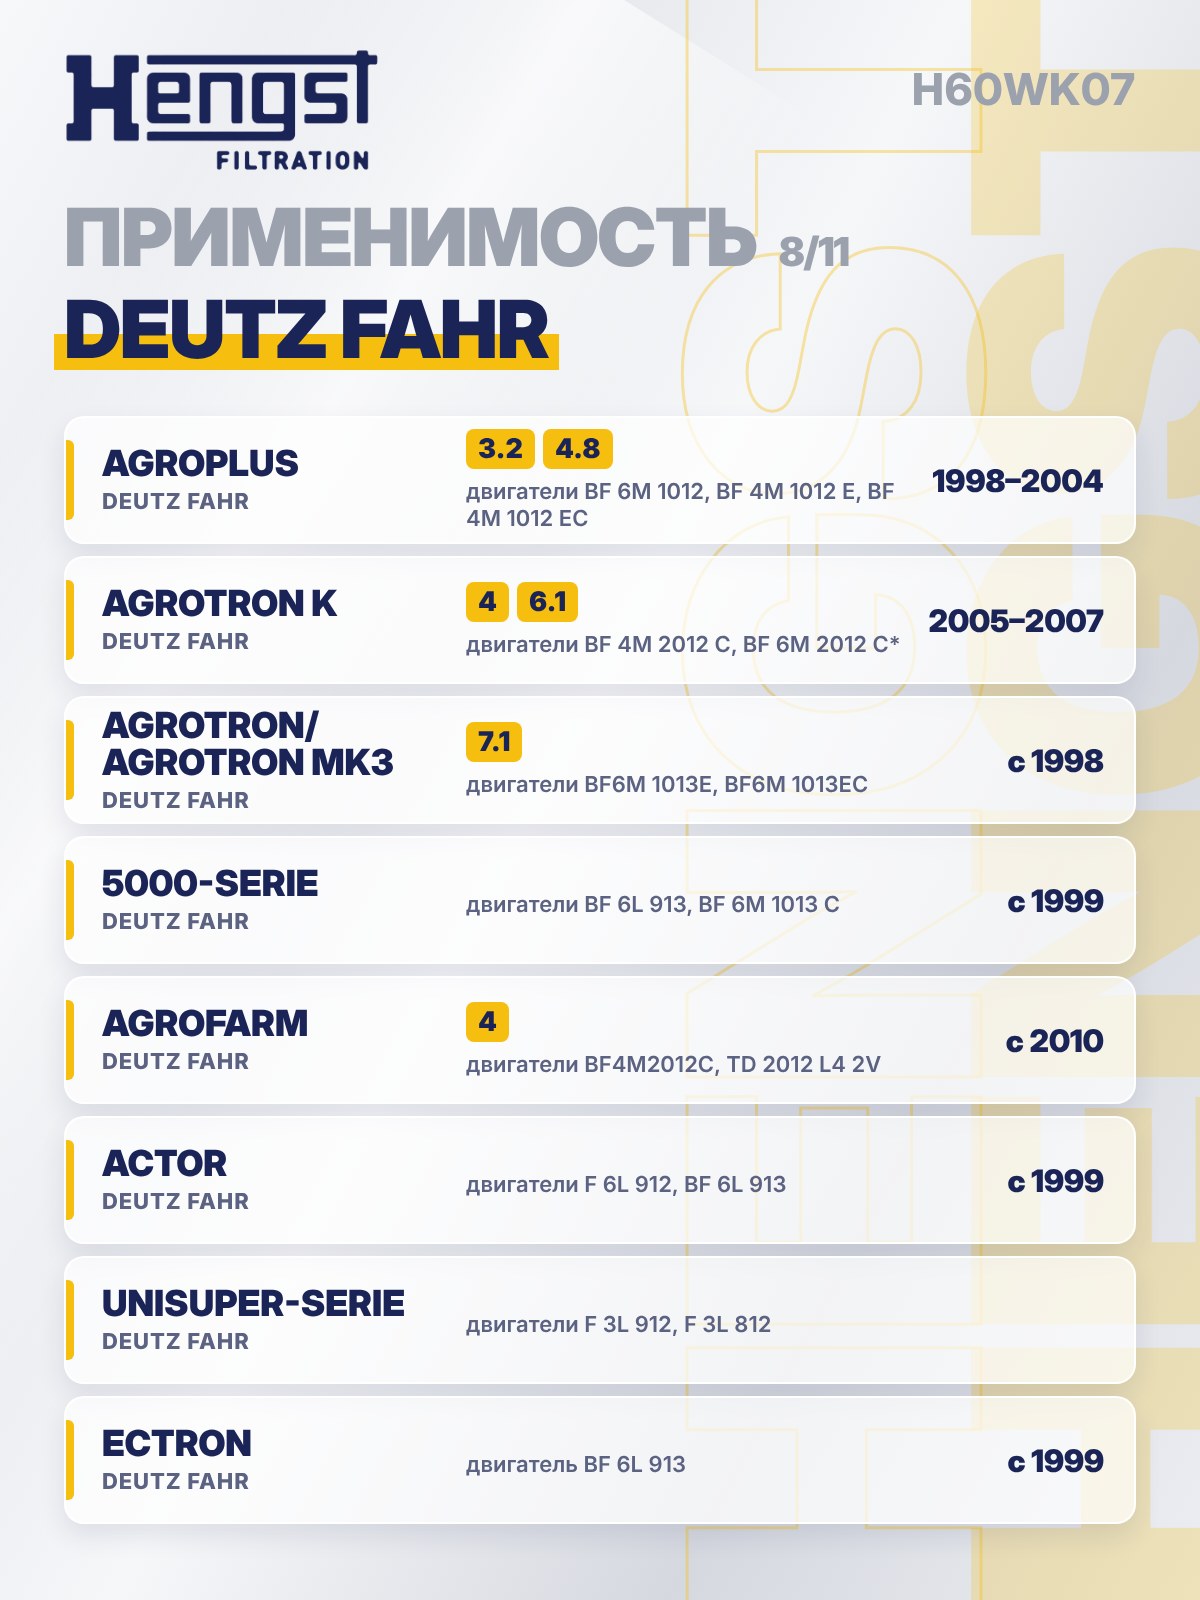 Hengst
FILTRATION
H60WK07
ПРИМЕНИМОСТЬ 8/11
DEUTZ FAHR
AGROPLUS
DEUTZ FAHR
3.2 4.8
двигатели BF 6M 1012, BF 4M 1012 E, BF
4M 1012 EC
1998–2004
AGROTRON K
DEUTZ FAHR
4 6.1
двигатели BF 4M 2012 C, BF 6M 2012 C*
2005–2007
AGROTRON/
AGROTRON MK3
DEUTZ FAHR
7.1
двигатели BF6M 1013E, BF6M 1013EC
с 1998
5000-SERIE
DEUTZ FAHR
двигатели BF 6L 913, BF 6M 1013 C
с 1999
AGROFARM
DEUTZ FAHR
4
двигатели BF4M2012C, TD 2012 L4 2V
с 2010
ACTOR
DEUTZ FAHR
двигатели F 6L 912, BF 6L 913
с 1999
UNISUPER-SERIE
DEUTZ FAHR
двигатели F 3L 912, F 3L 812
ECTRON
DEUTZ FAHR
двигатель BF 6L 913
с 1999
HENGST